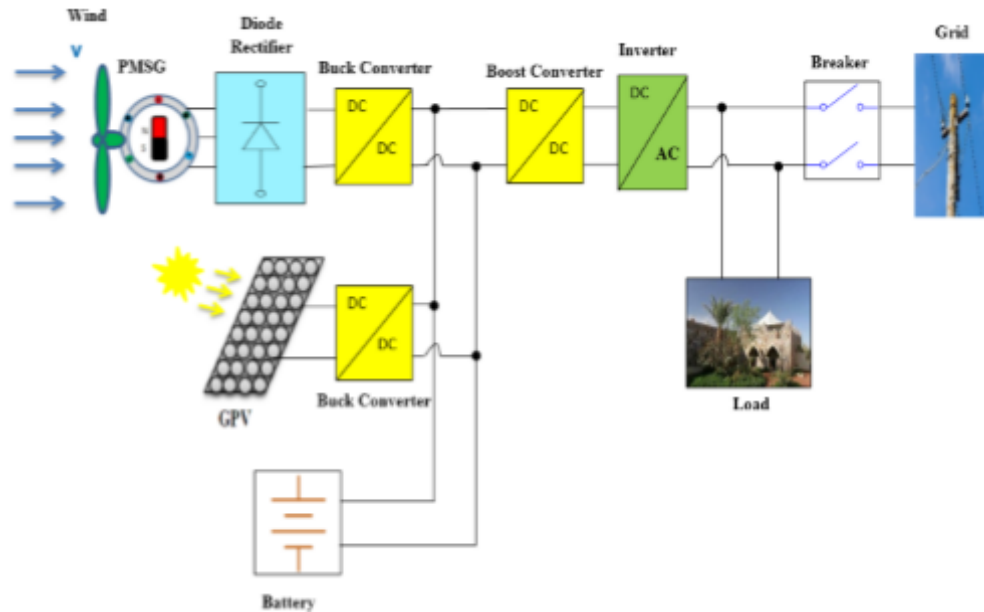 Wind
V
PMSG
Diode
Rectifier
Buck Converter
DC
DC
Boost Converter
DC
DC
Inverter
DC
AC
Breaker
Grid
DC
DC
Buck Converter
GPV
Load
Battery